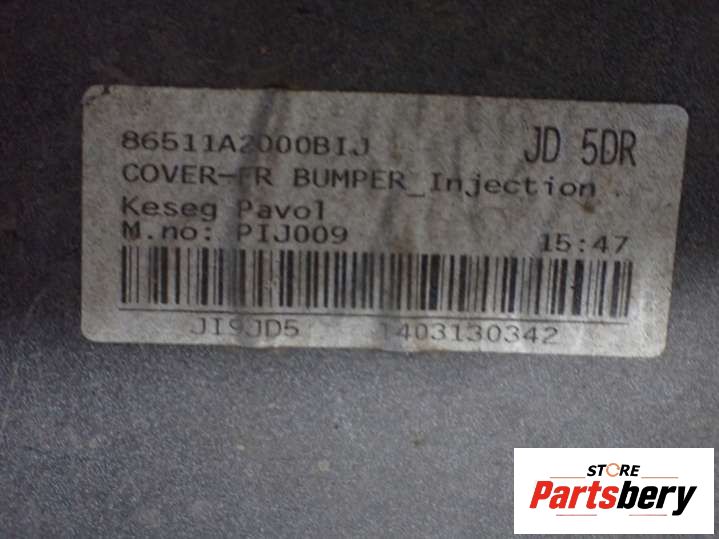 86511A2000BIJ JD 5DR
COVER-FR BUMPER_Injection
Keseg Pavol
M.no: PIJ009 15:47
JI9JD5 1403130342
STORE
Partsbery